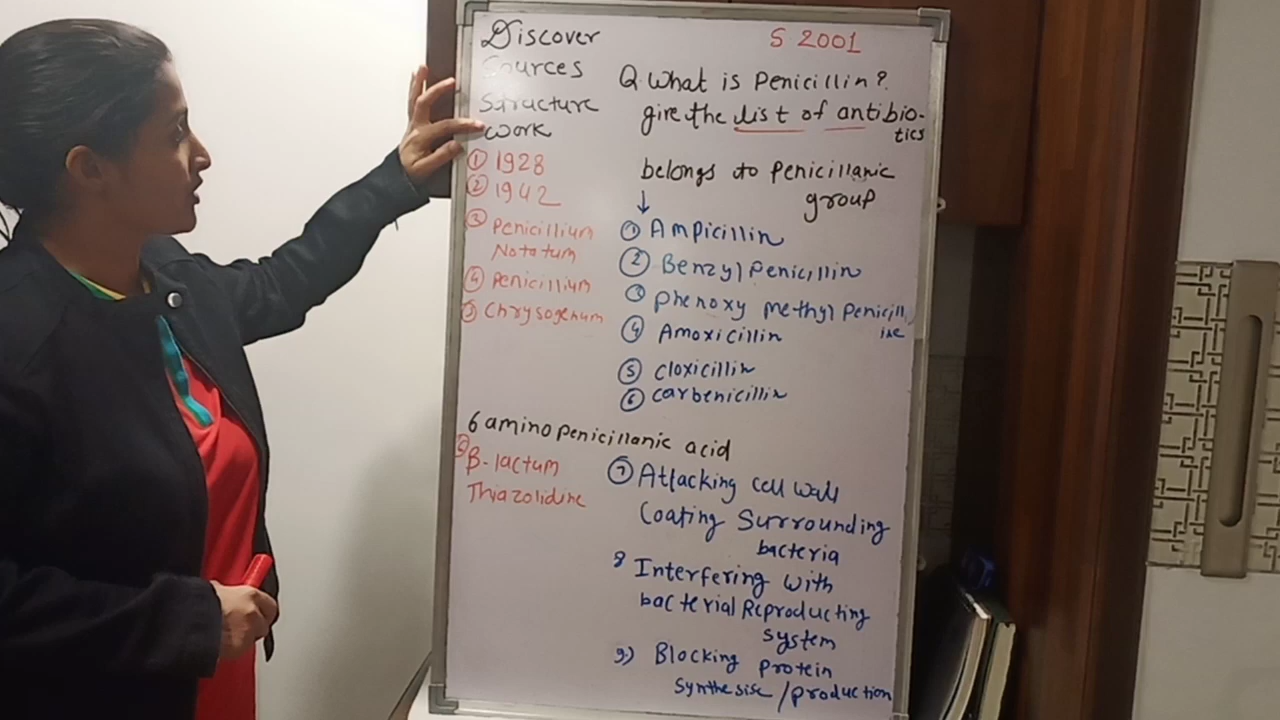 Discover
Sources
Structure
Work
① 1928
② 1942
③ Penicillium
Notatum
④ Penicillium
⑤ Chrysogenum
S 2001
Q. What is Penicillin?
give the list of antibio-
tics
belongs to Penicillanic
group
↓
① Ampicillin
② Benzyl penicillin
③ Phenoxy methyl Penicill
ine
④ Amoxicillin
⑤ cloxicillin
⑥ carbenicillin
6 amino penicillanic acid
⑥ β-lactum
Thiazolidine
⑦ Attacking cell wall
Coating Surrounding
bacteria
8 Interfering with
bacterial Reproducting
system
9.) Blocking protein
Synthesise / production